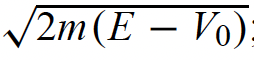 √2m(E − V₀);